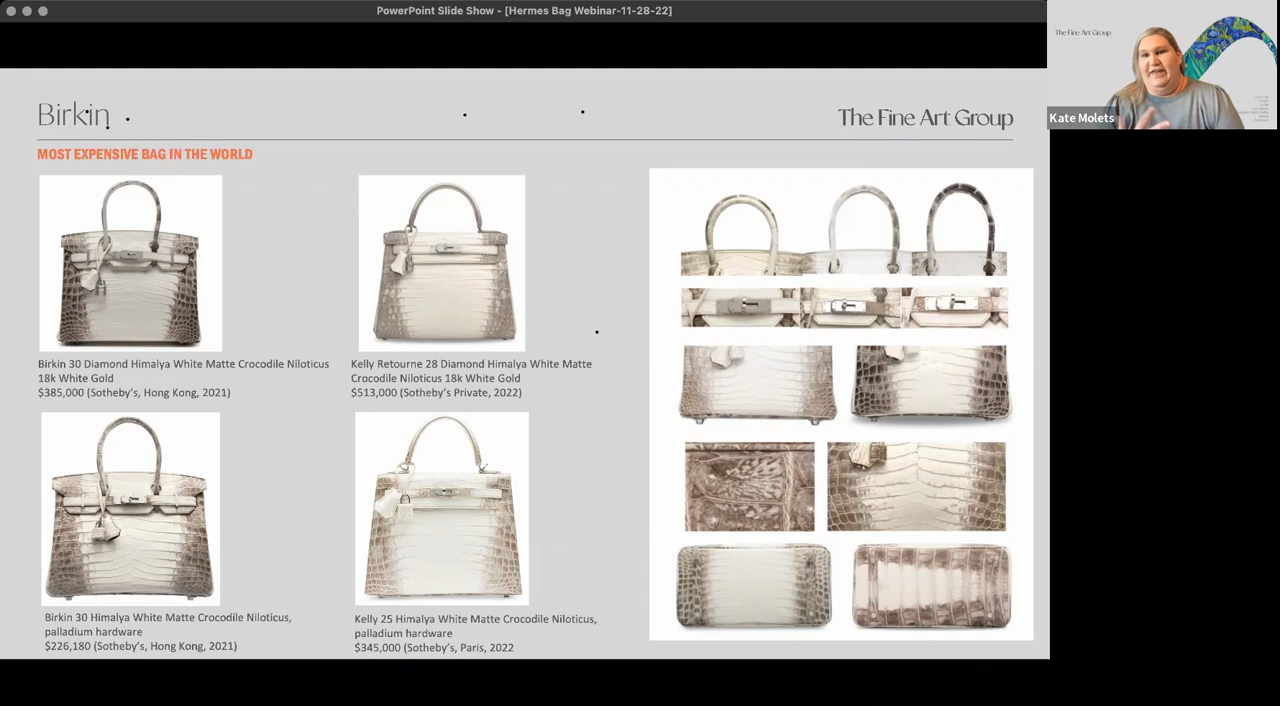 PowerPoint Slide Show - [Hermes Bag Webinar-11-28-22]
The Fine Art Group
Kate Molets
Birkin
The Fine Art Group
MOST EXPENSIVE BAG IN THE WORLD
Birkin 30 Diamond Himalya White Matte Crocodile Niloticus
18k White Gold
$385,000 (Sotheby's, Hong Kong, 2021)
Kelly Retourne 28 Diamond Himalya White Matte
Crocodile Niloticus 18k White Gold
$513,000 (Sotheby's Private, 2022)
Birkin 30 Himalya White Matte Crocodile Niloticus,
palladium hardware
$226,180 (Sotheby's, Hong Kong, 2021)
Kelly 25 Himalya White Matte Crocodile Niloticus,
palladium hardware
$345,000 (Sotheby's, Paris, 2022